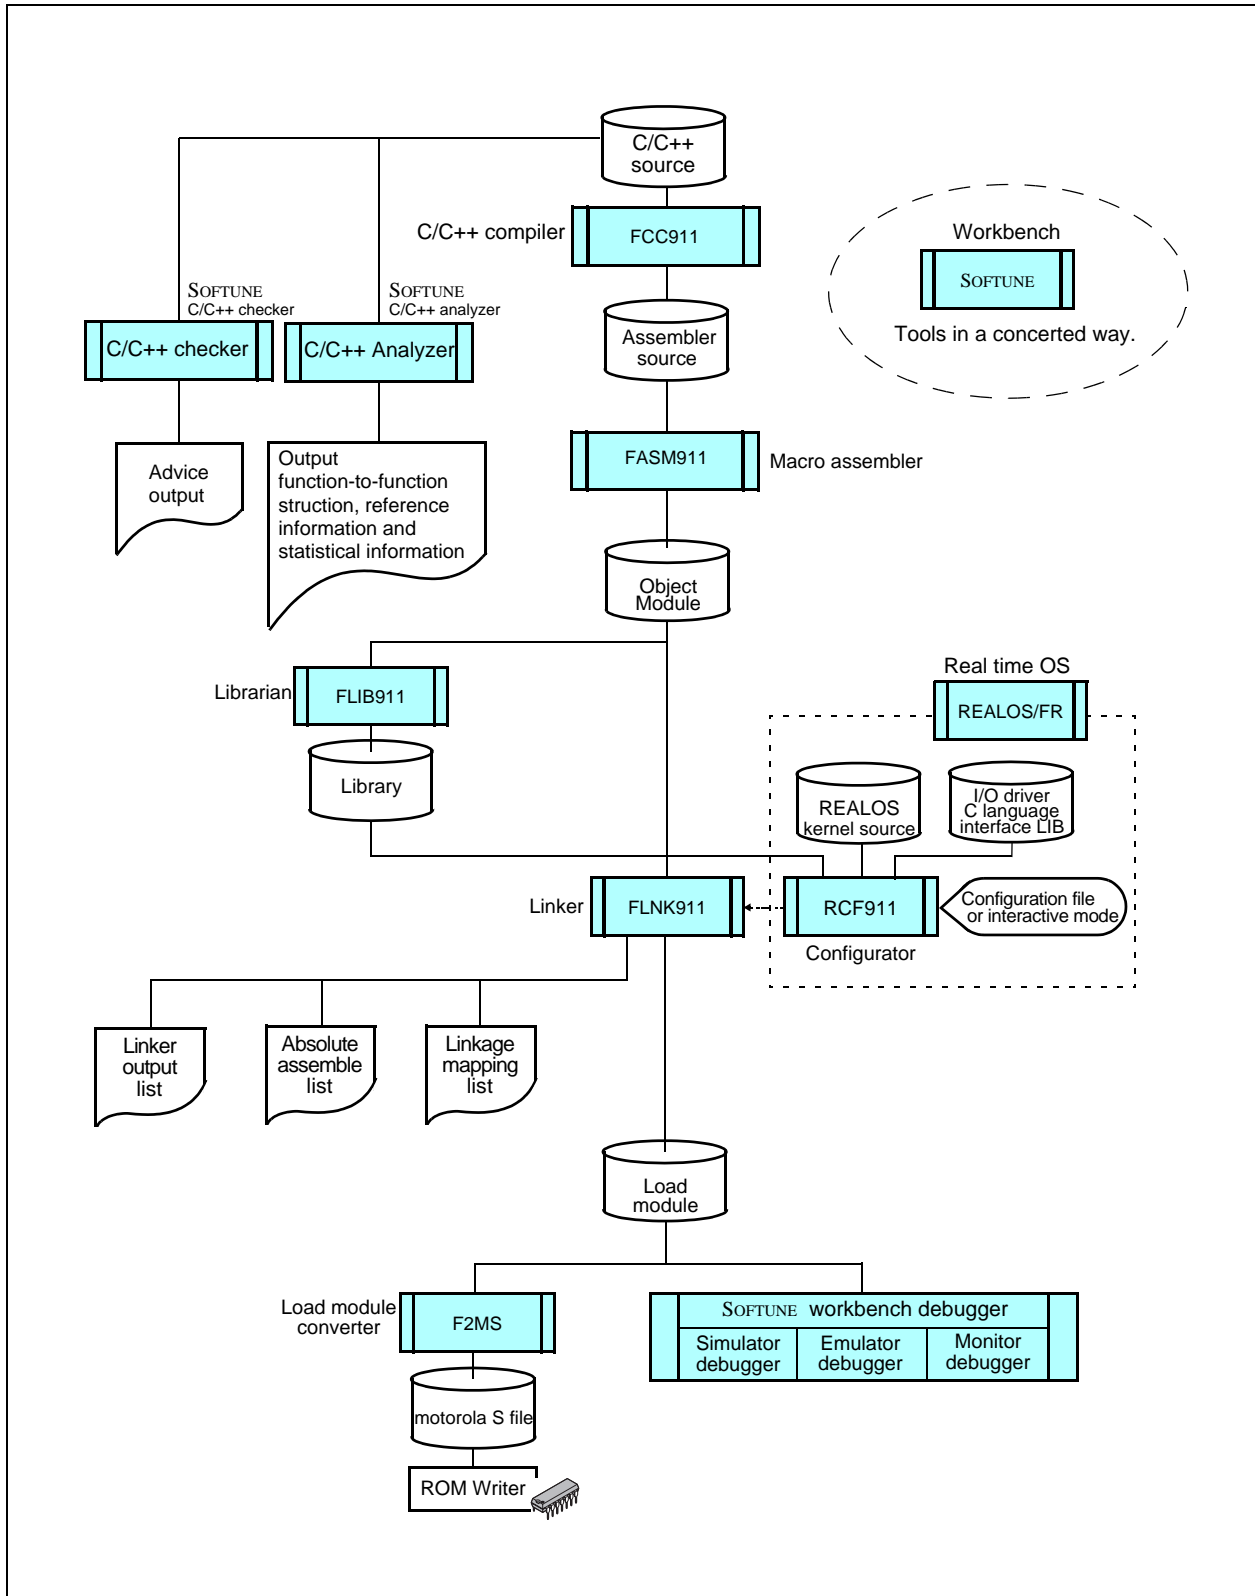 C/C++
source
C/C++ compiler
FCC911
Workbench
SOFTUNE
Tools in a concerted way.
SOFTUNE
C/C++ checker
SOFTUNE
C/C++ analyzer
C/C++ checker
C/C++ Analyzer
Assembler
source
Advice
output
Output
function-to-function
struction, reference
information and
statistical information
FASM911
Macro assembler
Object
Module
Librarian
FLIB911
Library
Real time OS
REALOS/FR
REALOS
kernel source
I/O driver
C language
interface LIB
Linker
FLNK911
RCF911
Configurator
Configuration file
or interactive mode
Linker
output
list
Absolute
assemble
list
Linkage
mapping
list
Load
module
Load module
converter
F2MS
SOFTUNE workbench debugger
Simulator
debugger
Emulator
debugger
Monitor
debugger
motorola S file
ROM Writer